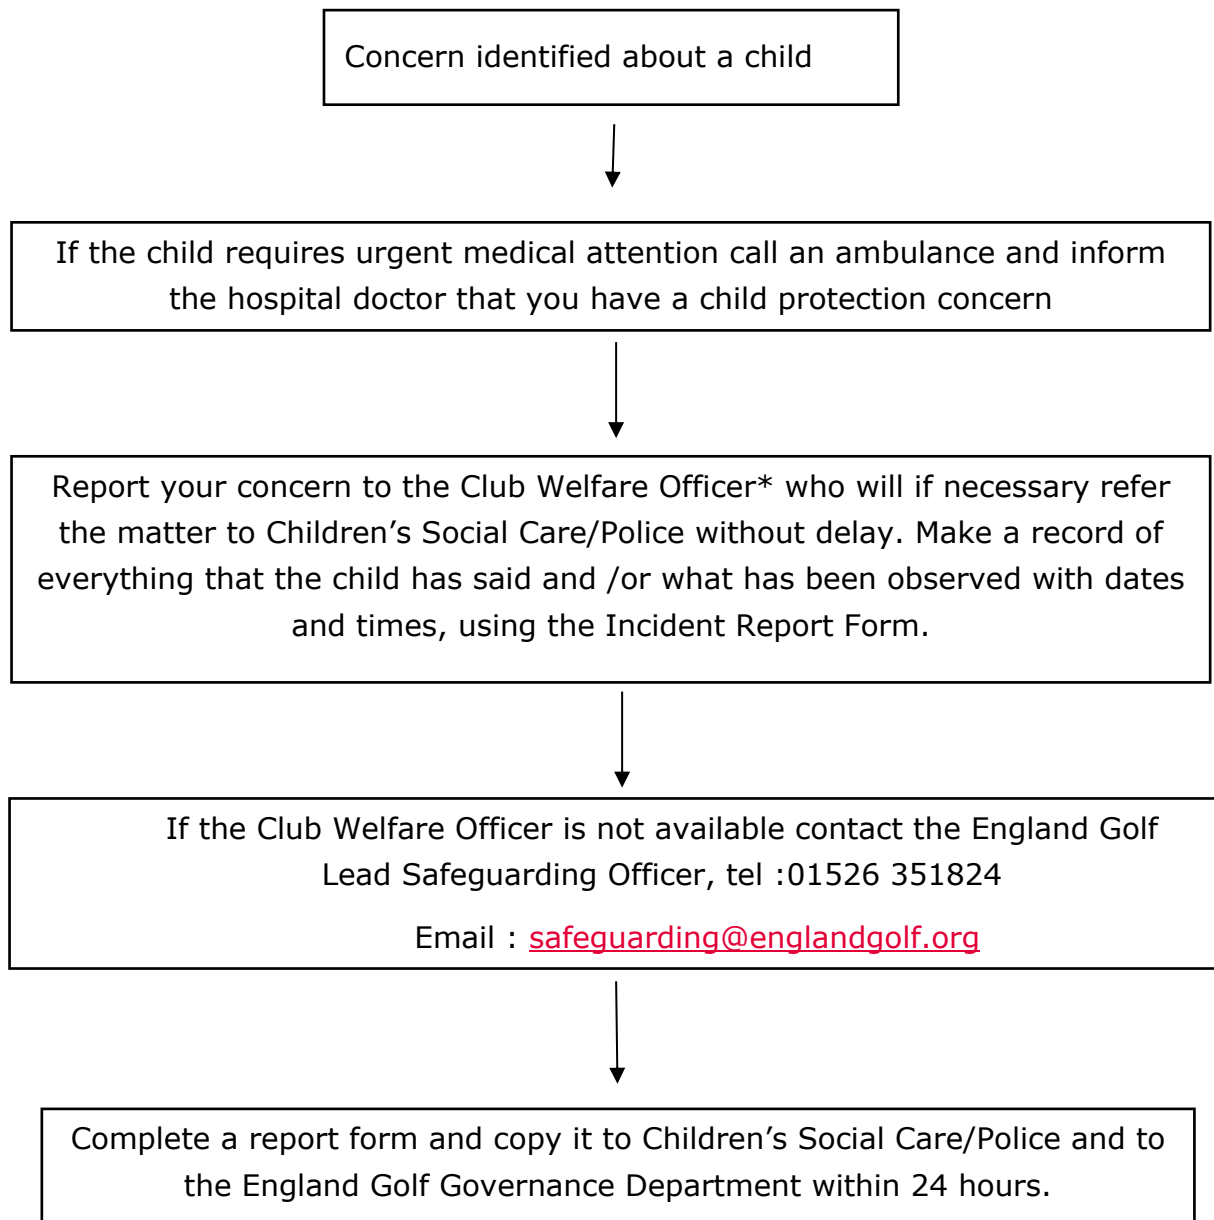 Concern identified about a child
If the child requires urgent medical attention call an ambulance and inform
the hospital doctor that you have a child protection concern
Report your concern to the Club Welfare Officer* who will if necessary refer
the matter to Children’s Social Care/Police without delay. Make a record of
everything that the child has said and /or what has been observed with dates
and times, using the Incident Report Form.
If the Club Welfare Officer is not available contact the England Golf
Lead Safeguarding Officer, tel :01526 351824
Email : safeguarding@englandgolf.org
Complete a report form and copy it to Children’s Social Care/Police and to
the England Golf Governance Department within 24 hours.